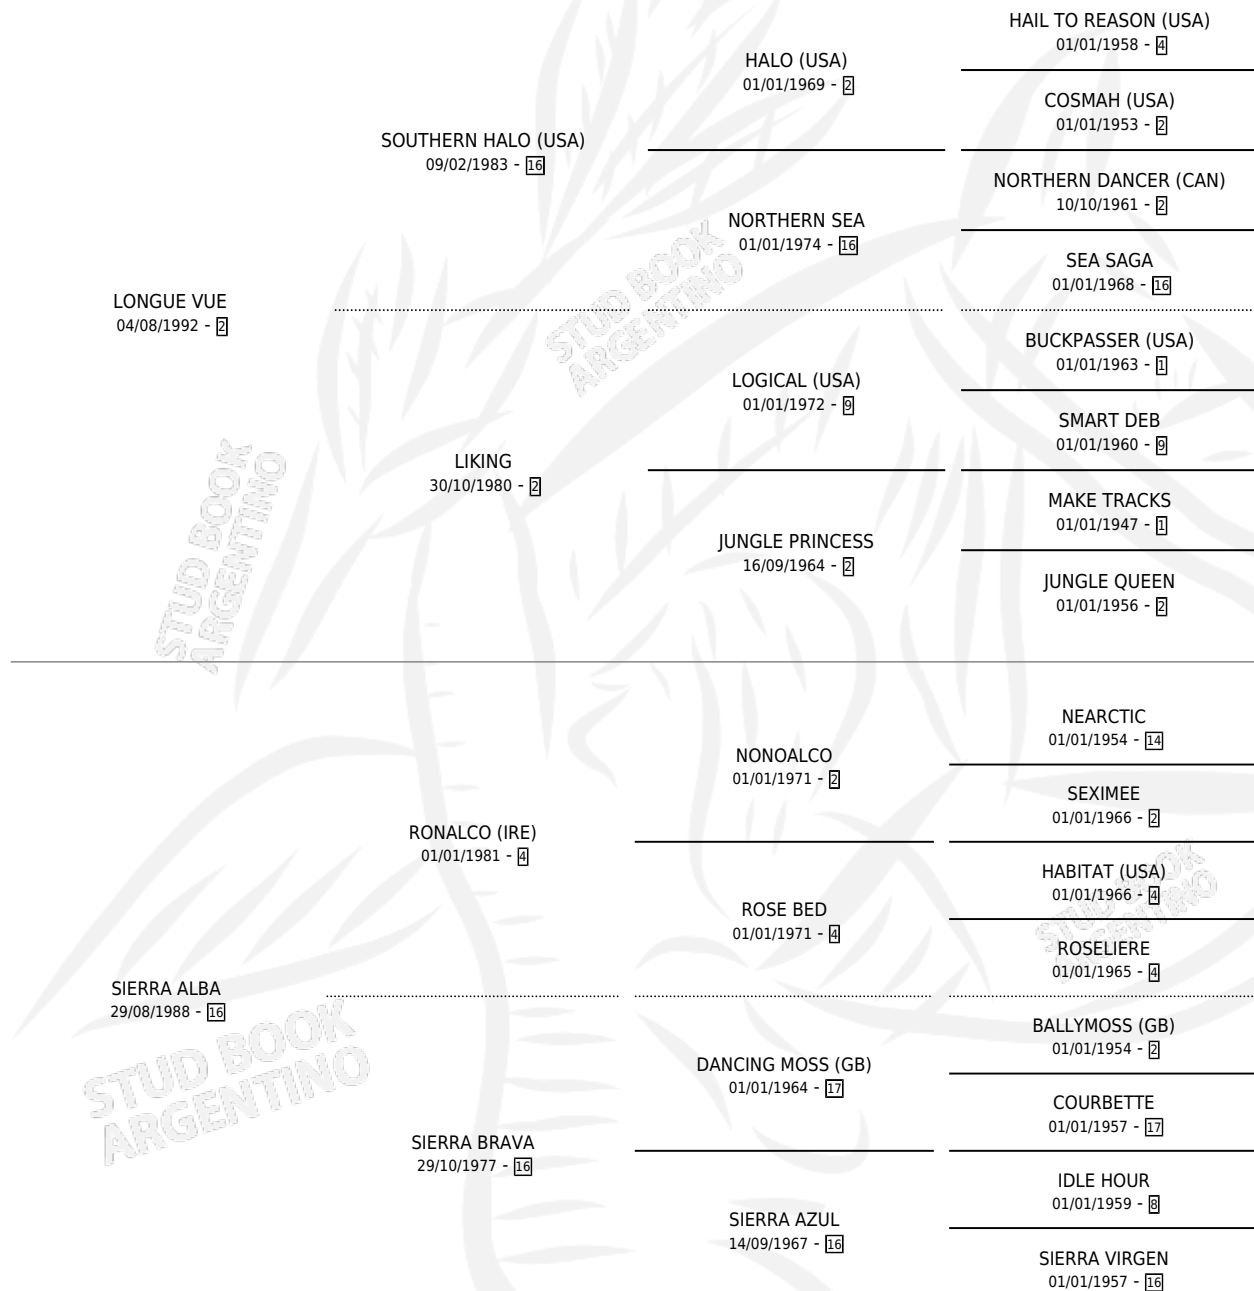 HAIL TO REASON (USA)
01/01/1958 - 4
HALO (USA)
01/01/1969 - 2
COSMAH (USA)
01/01/1953 - 2
SOUTHERN HALO (USA)
09/02/1983 - 16
NORTHERN DANCER (CAN)
10/10/1961 - 2
NORTHERN SEA
01/01/1974 - 16
SEA SAGA
01/01/1968 - 16
LONGUE VUE
04/08/1992 - 2
BUCKPASSER (USA)
01/01/1963 - 1
LOGICAL (USA)
01/01/1972 - 9
SMART DEB
01/01/1960 - 9
LIKING
30/10/1980 - 2
MAKE TRACKS
01/01/1947 - 1
JUNGLE PRINCESS
16/09/1964 - 2
JUNGLE QUEEN
01/01/1956 - 2
NEARCTIC
01/01/1954 - 14
NONOALCO
01/01/1971 - 2
SEXIMEE
01/01/1966 - 2
RONALCO (IRE)
01/01/1981 - 4
HABITAT (USA)
01/01/1966 - 4
ROSE BED
01/01/1971 - 4
ROSELIERE
01/01/1965 - 4
SIERRA ALBA
29/08/1988 - 16
BALLYMOSS (GB)
01/01/1954 - 2
DANCING MOSS (GB)
01/01/1964 - 17
COURBETTE
01/01/1957 - 17
SIERRA BRAVA
29/10/1977 - 16
IDLE HOUR
01/01/1959 - 8
SIERRA AZUL
14/09/1967 - 16
SIERRA VIRGEN
01/01/1957 - 16
STUD BOOK
ARGENTINO
STUD BOOK
ARGENTINO
STUD BOOK
ARGENTINO
STUD BOOK
ARGENTINO